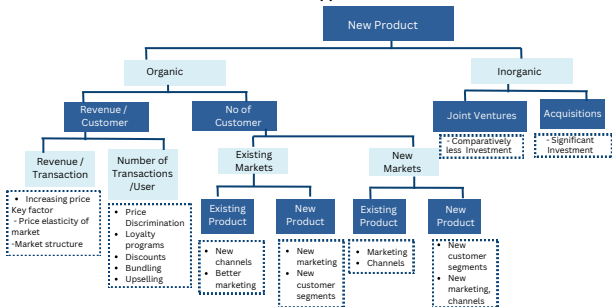 New Product
Organic
Inorganic
Revenue /
Customer
No of
Customer
Joint Ventures
Acquisitions
- Comparatively
less Investment
- Significant
Investment
Revenue /
Transaction
Number of
Transactions
/User
Existing
Markets
New
Markets
• Increasing price
Key factor
- Price elasticity of
market
-Market structure
• Price
Discrimination
• Loyalty
programs
• Discounts
• Bundling
• Upselling
Existing
Product
New
Product
Existing
Product
New
Product
• New
channels
• Better
marketing
• New
marketing
• New
customer
segments
• Marketing
• Channels
• New
customer
segments
• New
marketing,
channels